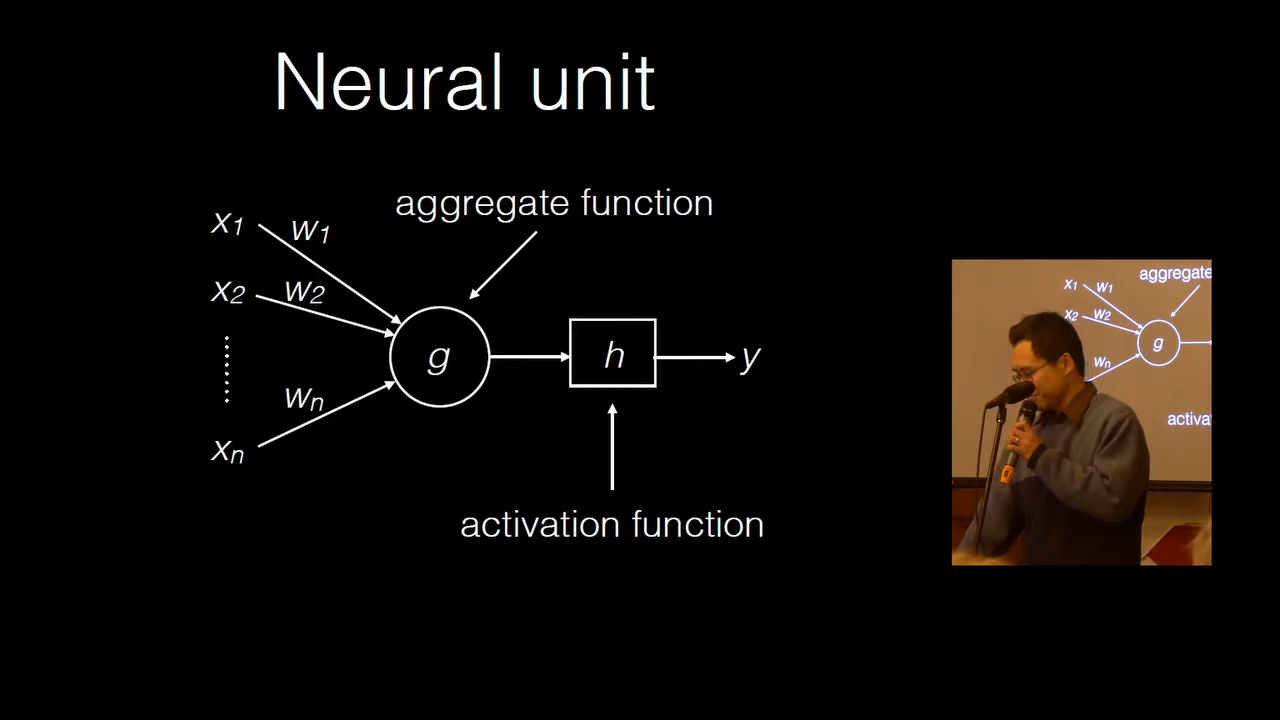 Neural unit
aggregate function
x1
w1
x2
w2
g
h
y
wn
xn
activation function
aggregate
x1
w1
x2
w2
g
wn
activa